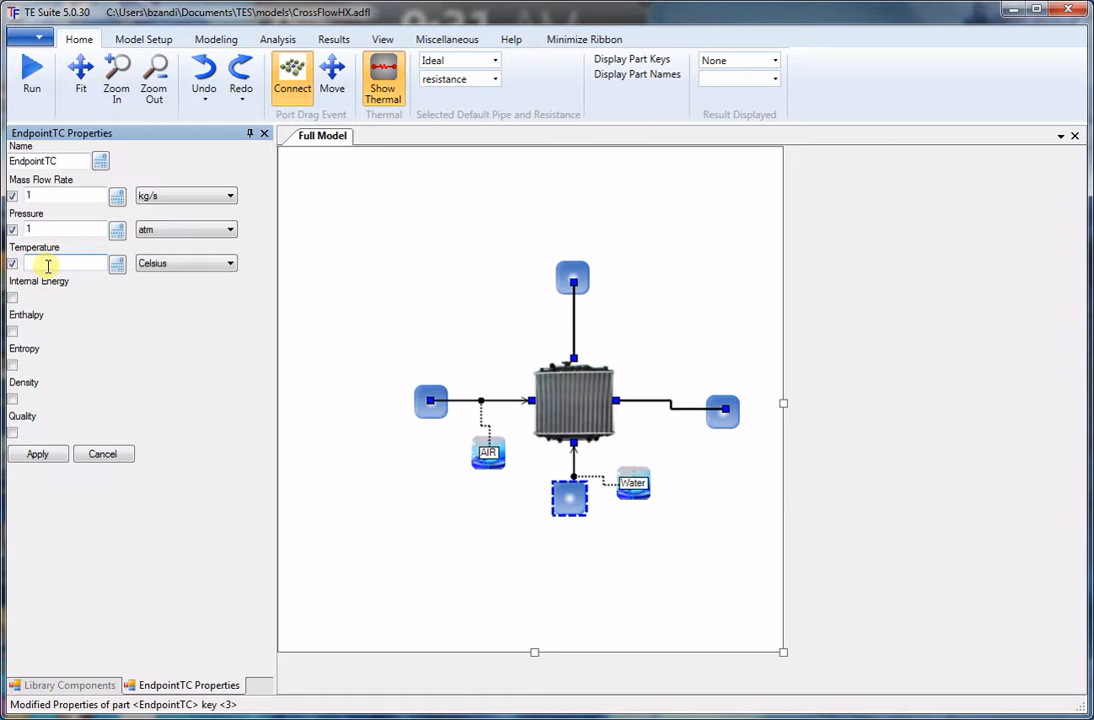 TE Suite 5.0.30 C:\Users\bzandi\Documents\TES\models\CrossFlowHX.adfl
Home Model Setup Modeling Analysis Results View Miscellaneous Help Minimize Ribbon
Run Fit Zoom In Zoom Out Undo Redo Connect Move Show Thermal
Ideal
resistance
Display Part Keys
Display Part Names
None
Port Drag Event Thermal Selected Default Pipe and Resistance Result Displayed
EndpointTC Properties
Full Model
Name
EndpointTC
Mass Flow Rate
1 kg/s
Pressure
1 atm
Temperature
Celsius
Internal Energy
Enthalpy
Entropy
Density
Quality
Apply Cancel
AIR
Water
Library Components EndpointTC Properties
Modified Properties of part <EndpointTC> key <3>